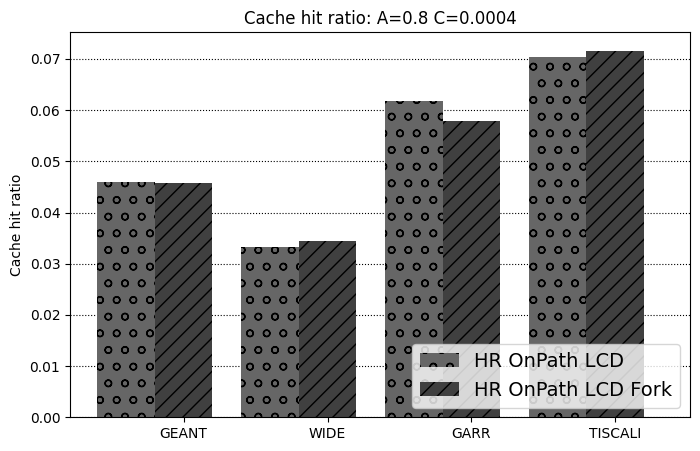 Cache hit ratio: A=0.8 C=0.0004
Cache hit ratio
0.07
0.06
0.05
0.04
0.03
0.02
0.01
0.00
HR OnPath LCD
HR OnPath LCD Fork
GEANT WIDE GARR TISCALI